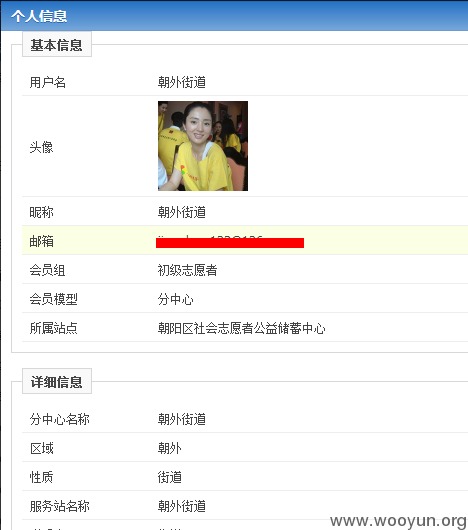 个人信息
基本信息
用户名 朝外街道
头像
昵称 朝外街道
邮箱
会员组 初级志愿者
会员模型 分中心
所属站点 朝阳区社会志愿者公益储蓄中心
详细信息
分中心名称 朝外街道
区域 朝外
性质 街道
服务站名称 朝外街道
www.wooyun.org